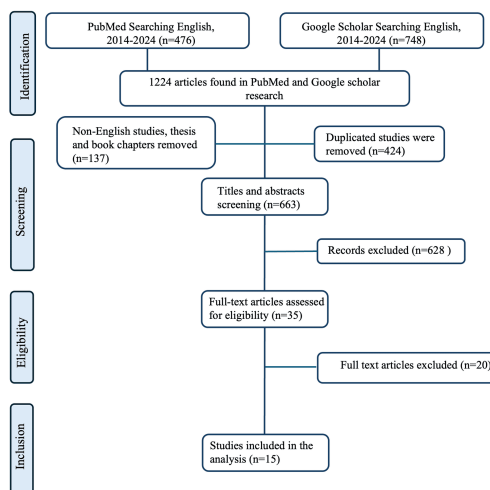 Identification
PubMed Searching English,
2014-2024 (n=476)
Google Scholar Searching English,
2014-2024 (n=748)
1224 articles found in PubMed and Google scholar
research
Screening
Non-English studies, thesis
and book chapters removed
(n=137)
Duplicated studies were
removed (n=424)
Titles and abstracts
screening (n=663)
Records excluded (n=628 )
Eligibility
Full-text articles assessed
for eligibility (n=35)
Full text articles excluded (n=20)
Inclusion
Studies included in the
analysis (n=15)